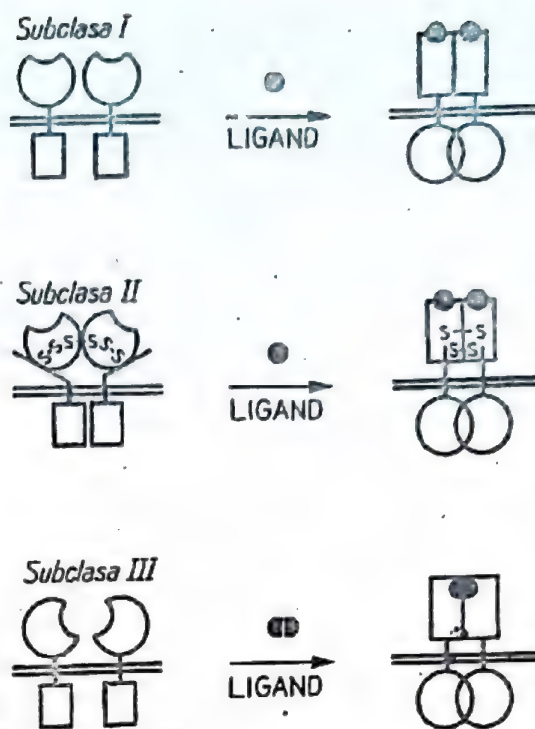 Subclasa I
LIGAND
Subclasa II
S S S S S S
S S
S S
LIGAND
Subclasa III
LIGAND